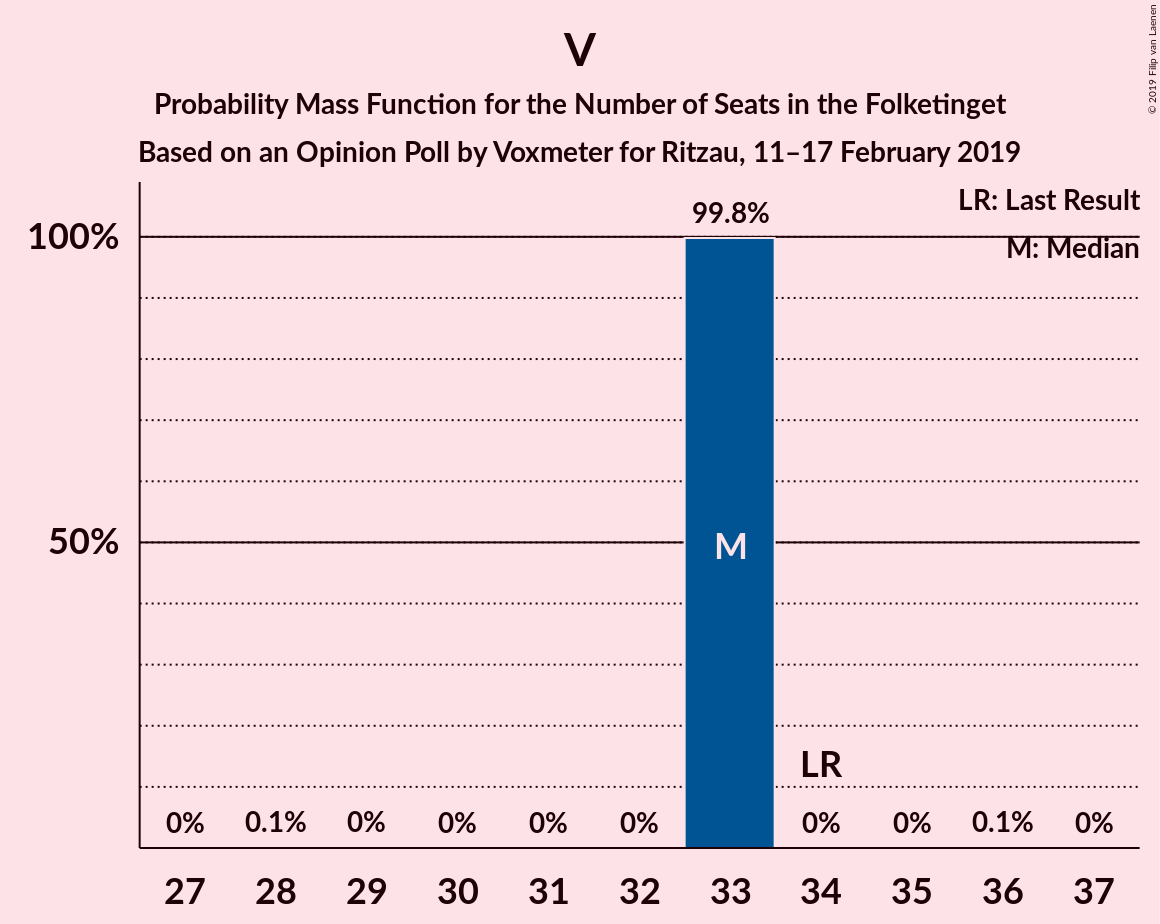 V
Probability Mass Function for the Number of Seats in the Folketinget
Based on an Opinion Poll by Voxmeter for Ritzau, 11–17 February 2019
© 2019 Filip van Laenen
LR: Last Result
M: Median
99.8%
100%
50%
M
LR
0% 0.1% 0% 0% 0% 0% 0% 0% 0.1% 0%
27 28 29 30 31 32 33 34 35 36 37